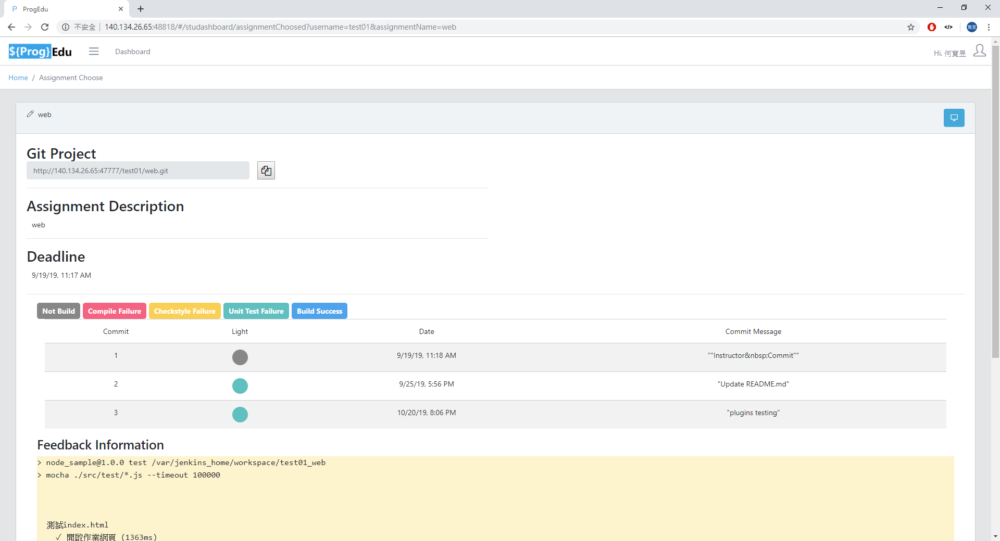 ProgEdu
不安全 140.134.26.65:48818/#/studashboard/assignmentChoosed?username=test01&assignmentName=web
${Prog}Edu
Dashboard
Hi, 何寬昱
Home / Assignment Choose
web
Git Project
http://140.134.26.65:47777/test01/web.git
Assignment Description
web
Deadline
9/19/19, 11:17 AM
Not Build Compile Failure Checkstyle Failure Unit Test Failure Build Success
Commit Light Date Commit Message
1 9/19/19, 11:18 AM ""Instructor&nbsp;Commit""
2 9/25/19, 5:56 PM "Update README.md"
3 10/20/19, 8:06 PM "plugins testing"
Feedback Information
> node_sample@1.0.0 test /var/jenkins_home/workspace/test01_web
> mocha ./src/test/*.js --timeout 100000
測試index.html
✓ 開啟作業網頁 (1363ms)